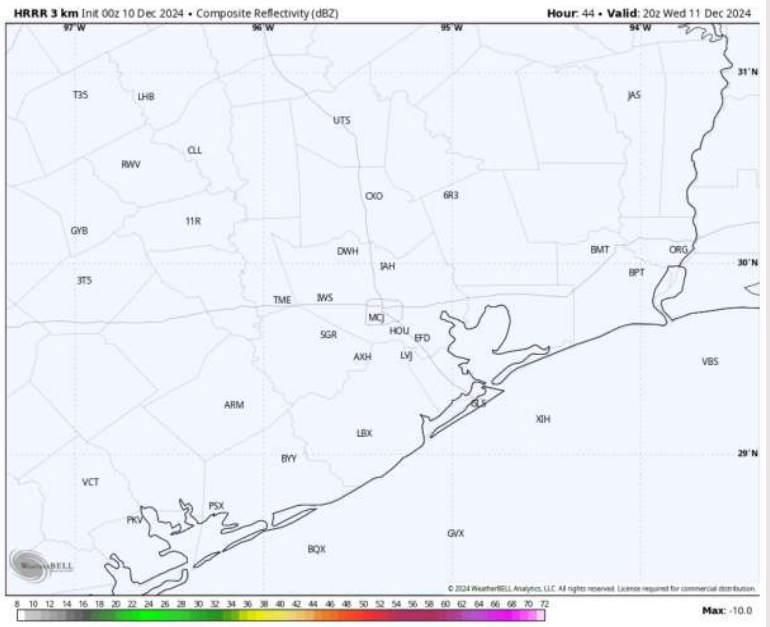 HRRR 3 km Init 00z 10 Dec 2024 • Composite Reflectivity (dBZ) Hour: 44 • Valid: 20z Wed 11 Dec 2024
97°W 96°W 95°W 94°W
31°N
T35 LHB JAS
UTS
CLL
RWV
CXO 6R3
11R
GYB
DWH BMT ORG
30°N
IAH
BPT
3T5
TME IWS
MCJ
HOU
SGR EFD
AXH LVJ
VBS
ARM GLS
XIH
LBX
29°N
BYY
VCT
PSX
PKV
GVX
BQX
WEATHERBELL
© 2024 WeatherBELL Analytics, LLC. All rights reserved. License required for commercial distribution.
8 10 12 14 16 18 20 22 24 26 28 30 32 34 36 38 40 42 44 46 48 50 52 54 56 58 60 62 64 66 68 70 72 Max: -10.0